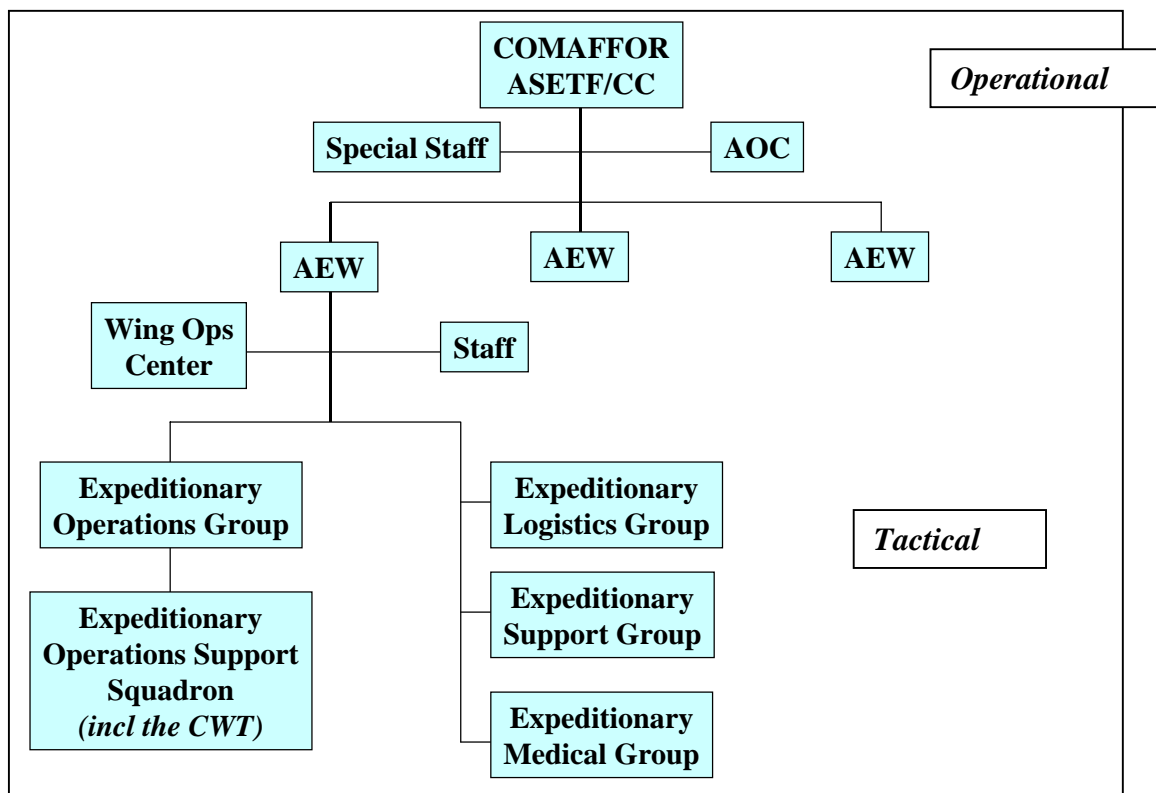 COMAFFOR
ASETF/CC
Operational
Special Staff
AOC
AEW
AEW
AEW
Wing Ops
Center
Staff
Expeditionary
Operations Group
Expeditionary
Logistics Group
Tactical
Expeditionary
Operations Support
Squadron
(incl the CWT)
Expeditionary
Support Group
Expeditionary
Medical Group